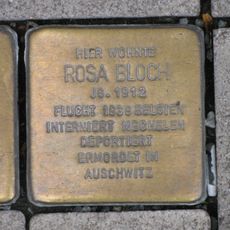 HIER WOHNTE
ROSA BLOCH
JG. 1912
FLUCHT 1939 BELGIEN
INTERNIERT MECHELEN
DEPORTIERT
ERMORDET IN
AUSCHWITZ